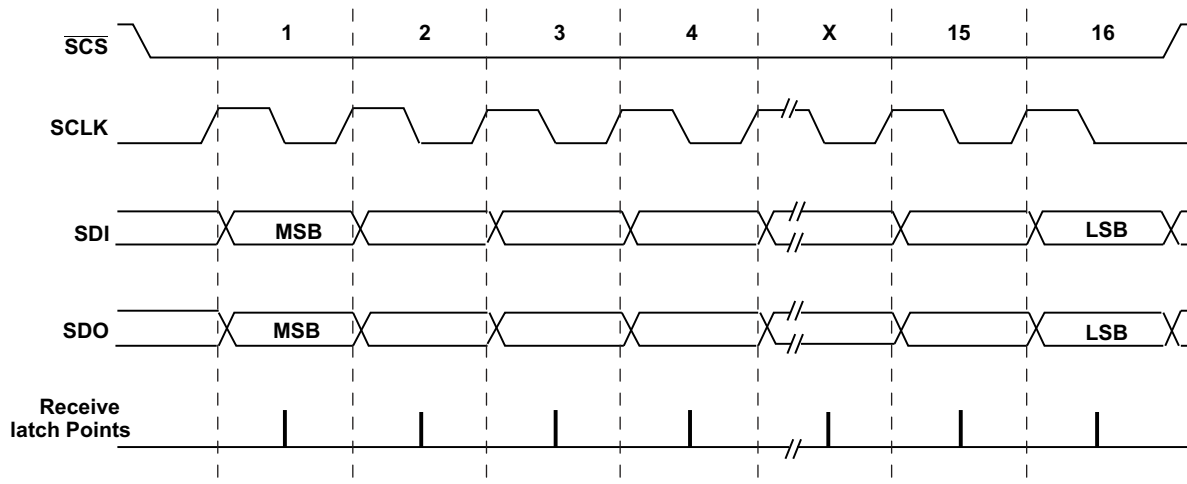 1 2 3 4 X 15 16
SCS
SCLK
SDI MSB LSB
SDO MSB LSB
Receive
latch Points